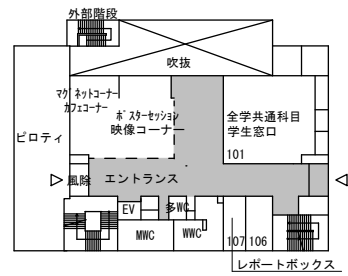 外部階段
吹抜
マグネットコーナー
カフェコーナー
ポスターセッション
映像コーナー
全学共通科目
学生窓口
101
ピロティ
風除
エントランス
EV
多WC
MWC
WWC
107
106
レポートボックス